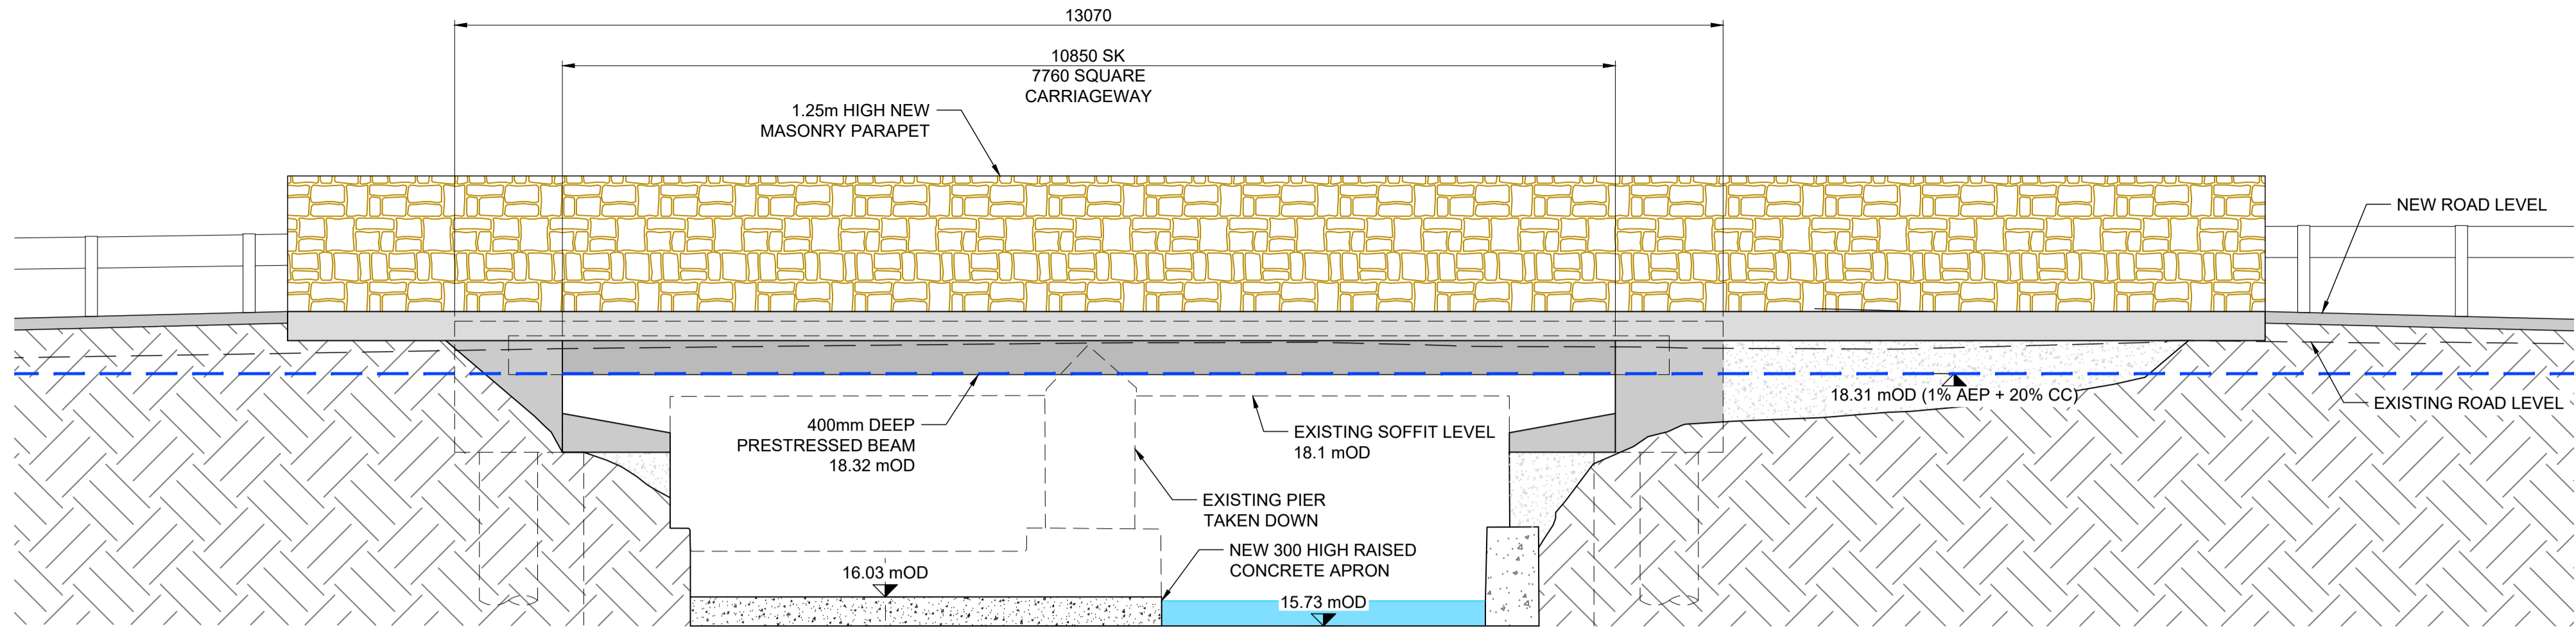 13070
10850 SK
7760 SQUARE
CARRIAGEWAY
1.25m HIGH NEW
MASONRY PARAPET
NEW ROAD LEVEL
18.31 mOD (1% AEP + 20% CC)
EXISTING ROAD LEVEL
400mm DEEP
PRESTRESSED BEAM
18.32 mOD
EXISTING SOFFIT LEVEL
18.1 mOD
EXISTING PIER
TAKEN DOWN
NEW 300 HIGH RAISED
CONCRETE APRON
16.03 mOD
15.73 mOD